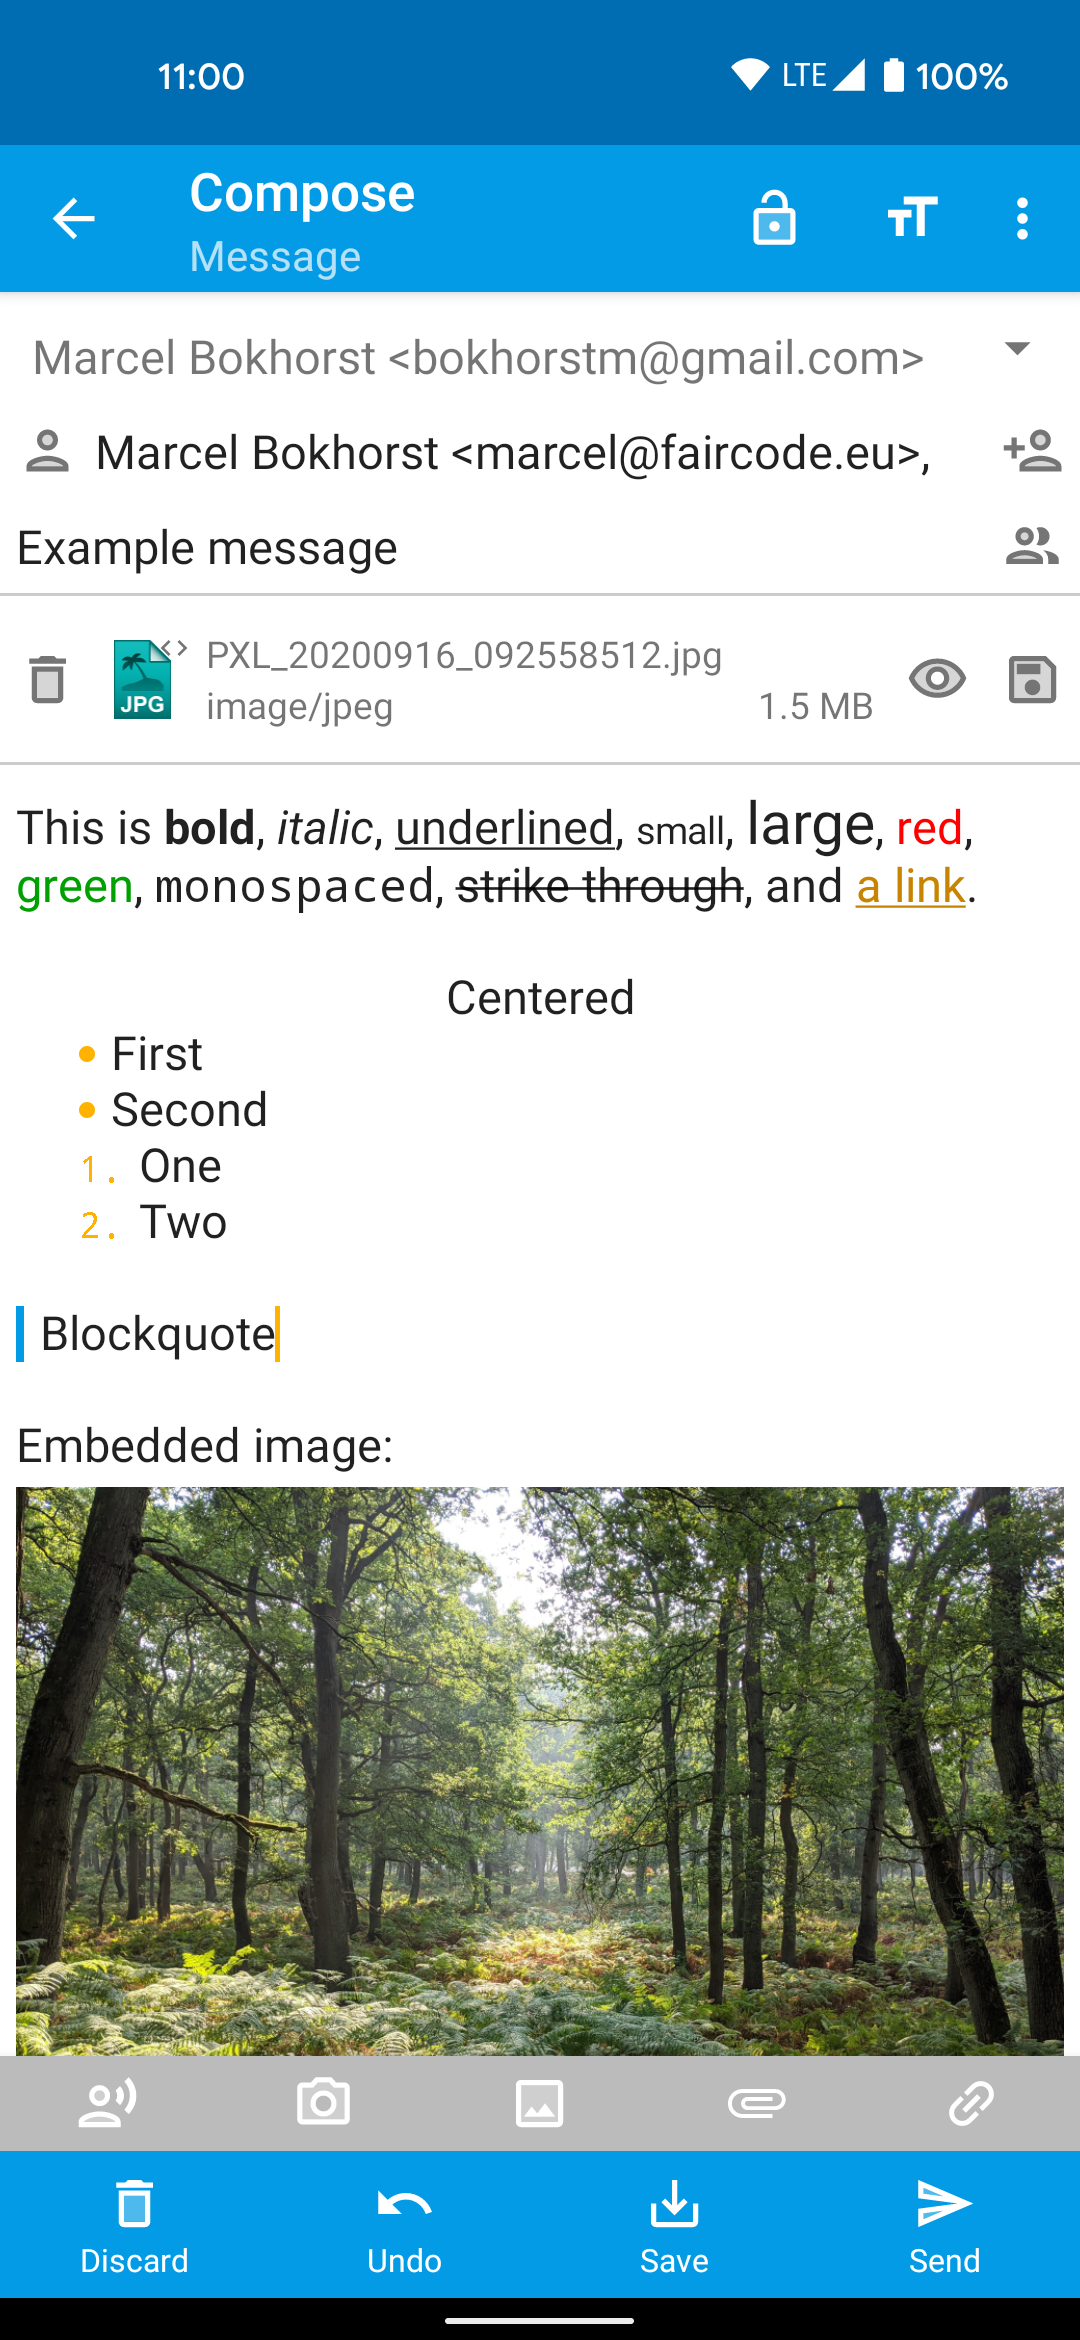 11:00 LTE 100%
Compose
Message
Marcel Bokhorst <bokhorstm@gmail.com>
Marcel Bokhorst <marcel@faircode.eu>,
Example message
PXL_20200916_092558512.jpg
JPG
image/jpeg 1.5 MB
This is bold, italic, underlined, small, large, red,
green, monospaced, strike through, and a link.
Centered
• First
• Second
1. One
2. Two
Blockquote
Embedded image:
Discard Undo Save Send